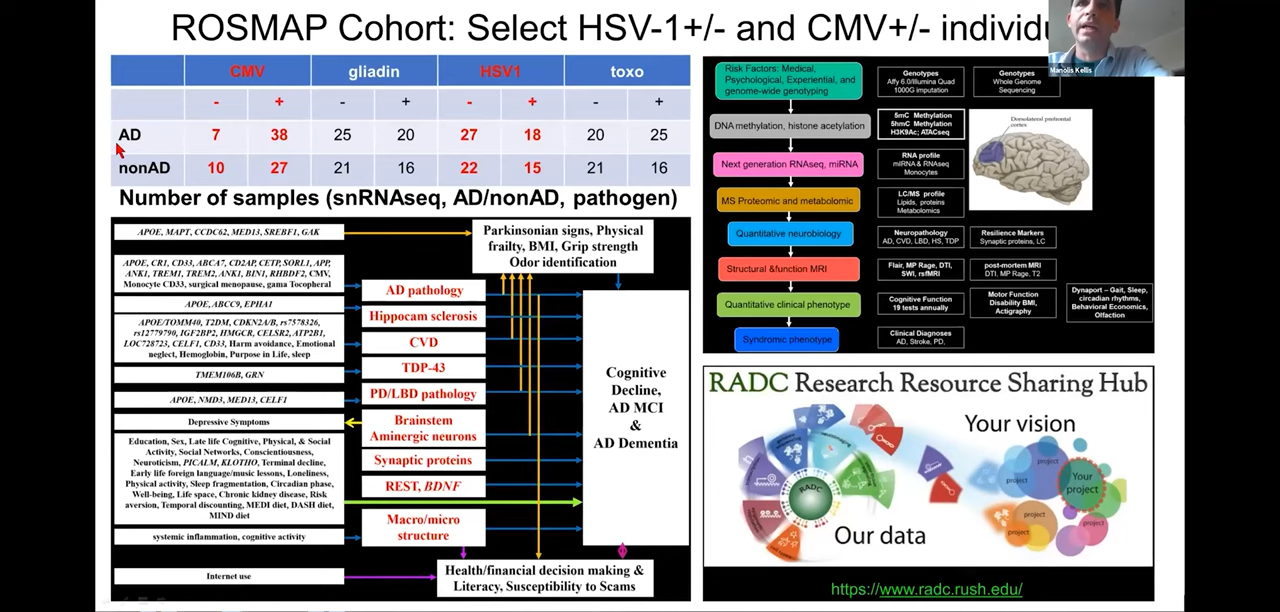 ROSMAP Cohort: Select HSV-1+/- and CMV+/- individu
Manolis Kellis
CMV gliadin HSV1 toxo
- + - + - + - +
AD 7 38 25 20 27 18 20 25
nonAD 10 27 21 16 22 15 21 16
Number of samples (snRNAseq, AD/nonAD, pathogen)
APOE, MAPT, CCDC62, MED13, SREBF1, GAK
APOE, CR1, CD33, ABCA7, CD2AP, CETP, SORL1, APP,
ANK1, TREM1, TREM2, ANK1, BIN1, RHBDF2, CMV,
Monocyte CD33, surgical menopause, gama Tocopheral
APOE, ABCC9, EPHA1
APOE/TOMM40, T2DM, CDKN2A/B, rs7578326,
rs12779790, IGF2BP2, HMGCR, CELSR2, ATP2B1,
LOC728723, CELF1, CD33, Harm avoidance, Emotional
neglect, Hemoglobin, Purpose in Life, sleep
TMEM106B, GRN
APOE, NMD3, MED13, CELF1
Depressive Symptoms
Education, Sex, Late life Cognitive, Physical, & Social
Activity, Social Networks, Conscientiousness,
Neuroticism, PICALM, KLOTHO, Terminal decline,
Early life foreign language/music lessons, Loneliness,
Physical activity, Sleep fragmentation, Circadian phase,
Well-being, Life space, Chronic kidney disease, Risk
aversion, Temporal discounting, MEDI diet, DASH diet,
MIND diet
systemic inflammation, cognitive activity
Internet use
Parkinsonian signs, Physical
frailty, BMI, Grip strength
Odor identification
AD pathology
Hippocam sclerosis
CVD
TDP-43
PD/LBD pathology
Brainstem
Aminergic neurons
Synaptic proteins
REST, BDNF
Macro/micro
structure
Cognitive
Decline,
AD MCI
&
AD Dementia
Health/financial decision making &
Literacy, Susceptibility to Scams
Risk Factors: Medical,
Psychological, Experiential, and
genome-wide genotyping
Genotypes
Affy 6.0/Illumina Quad
1000G imputation
Genotypes
Whole Genome
Sequencing
DNA methylation, histone acetylation
5mC Methylation
5hmC Methylation
H3K9Ac; ATACseq
Dorsolateral prefrontal
cortex
Next generation RNAseq, miRNA
RNA profile
miRNA & RNAseq
Monocytes
MS Proteomic and metabolomic
LC/MS profile
Lipids, proteins
Metabolomics
Quantitative neurobiology
Neuropathology
AD, CVD, LBD, HS, TDP
Resilience Markers
Synaptic proteins, LC
Structural &function MRI
Flair, MP Rage, DTI,
SWI, rsfMRI
post-mortem MRI
DTI, MP Rage, T2
Quantitative clinical phenotype
Cognitive Function
19 tests annually
Motor Function
Disability BMI,
Actigraphy
Dynaport – Gait, Sleep,
circadian rhythms,
Behavioral Economics,
Olfaction
Syndromic phenotype
Clinical Diagnoses
AD, Stroke, PD,
RADC Research Resource Sharing Hub
Your vision
RADC
Our data
project
project
Your
project
project
project
https://www.radc.rush.edu/